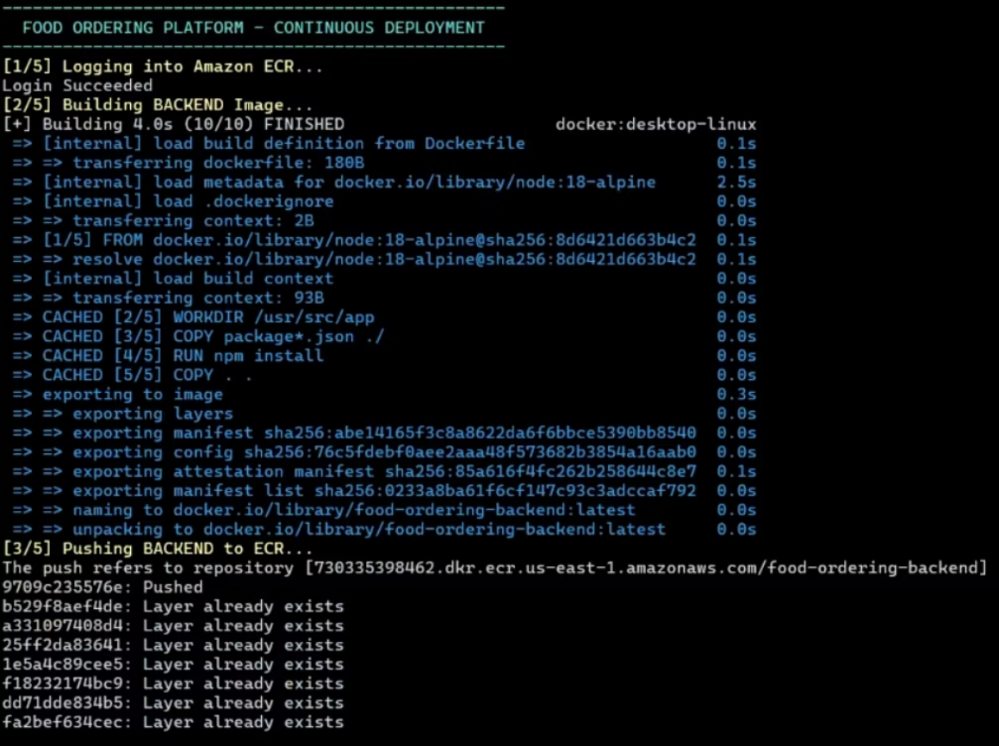 --------------------------------------------------
FOOD ORDERING PLATFORM - CONTINUOUS DEPLOYMENT
--------------------------------------------------
[1/5] Logging into Amazon ECR...
Login Succeeded
[2/5] Building BACKEND Image...
[+] Building 4.0s (10/10) FINISHED docker:desktop-linux
=> [internal] load build definition from Dockerfile 0.1s
=> => transferring dockerfile: 180B 0.1s
=> [internal] load metadata for docker.io/library/node:18-alpine 2.5s
=> [internal] load .dockerignore 0.0s
=> => transferring context: 2B 0.0s
=> [1/5] FROM docker.io/library/node:18-alpine@sha256:8d6421d663b4c2 0.1s
=> => resolve docker.io/library/node:18-alpine@sha256:8d6421d663b4c2 0.1s
=> [internal] load build context 0.0s
=> => transferring context: 93B 0.0s
=> CACHED [2/5] WORKDIR /usr/src/app 0.0s
=> CACHED [3/5] COPY package*.json ./ 0.0s
=> CACHED [4/5] RUN npm install 0.0s
=> CACHED [5/5] COPY . . 0.0s
=> exporting to image 0.3s
=> => exporting layers 0.0s
=> => exporting manifest sha256:abe14165f3c8a8622da6f6bbce5390bb8540 0.0s
=> => exporting config sha256:76c5fdebf0aee2aaa48f573682b3854a16aab0 0.0s
=> => exporting attestation manifest sha256:85a616f4fc262b258644c8e7 0.1s
=> => exporting manifest list sha256:0233a8ba61f6cf147c93c3adccaf792 0.0s
=> => naming to docker.io/library/food-ordering-backend:latest 0.0s
=> => unpacking to docker.io/library/food-ordering-backend:latest 0.0s
[3/5] Pushing BACKEND to ECR...
The push refers to repository [730335398462.dkr.ecr.us-east-1.amazonaws.com/food-ordering-backend]
9709c235576e: Pushed
b529f8aef4de: Layer already exists
a331097408d4: Layer already exists
25ff2da83641: Layer already exists
1e5a4c89cee5: Layer already exists
f18232174bc9: Layer already exists
dd71dde834b5: Layer already exists
fa2bef634cec: Layer already exists